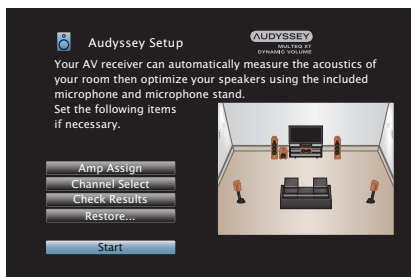 Audyssey Setup
AUDYSSEY
MULTEQ XT
DYNAMIC VOLUME
Your AV receiver can automatically measure the acoustics of
your room then optimize your speakers using the included
microphone and microphone stand.
Set the following items
if necessary.
Amp Assign
Channel Select
Check Results
Restore...
Start